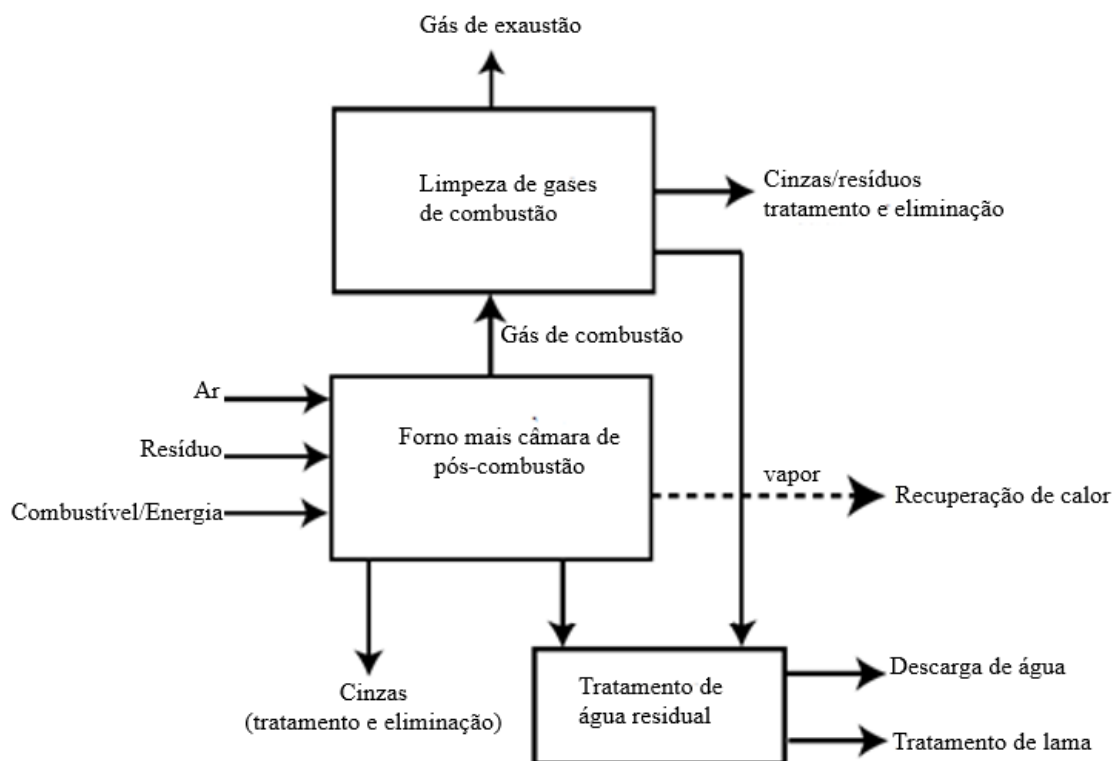 Gás de exaustão
Limpeza de gases
de combustão
Cinzas/resíduos
tratamento e eliminação
Gás de combustão
Ar
Resíduo
Combustível/Energia
Forno mais câmara de
pós-combustão
vapor
Recuperação de calor
Cinzas
(tratamento e eliminação)
Tratamento de
água residual
Descarga de água
Tratamento de lama